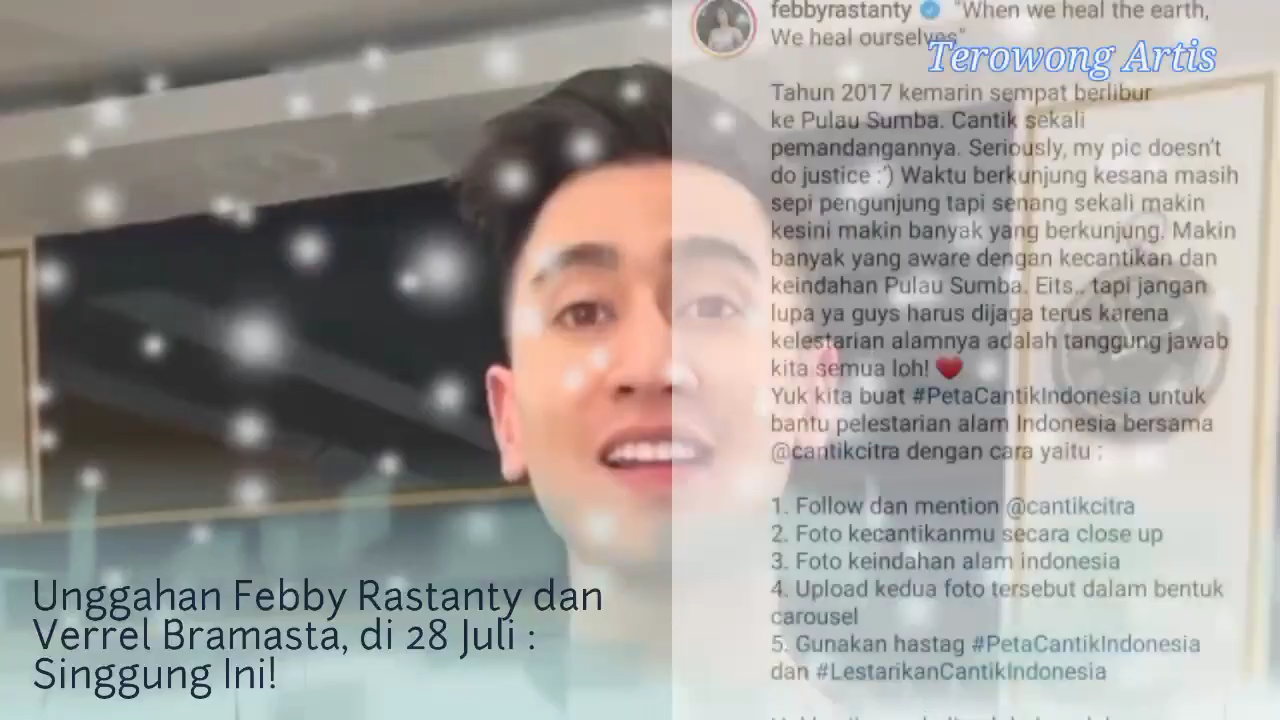 febbyrastanty "When we heal the earth,
We heal ourselves"
Terowong Artis
Tahun 2017 kemarin sempat berlibur
ke Pulau Sumba. Cantik sekali
pemandangannya. Seriously, my pic doesn't
do justice :') Waktu berkunjung kesana masih
sepi pengunjung tapi senang sekali makin
kesini makin banyak yang berkunjung. Makin
banyak yang aware dengan kecantikan dan
keindahan Pulau Sumba. Eits.. tapi jangan
lupa ya guys harus dijaga terus karena
kelestarian alamnya adalah tanggung jawab
kita semua loh! ❤️
Yuk kita buat #PetaCantikIndonesia untuk
bantu pelestarian alam Indonesia bersama
@cantikcitra dengan cara yaitu :
1. Follow dan mention @cantikcitra
2. Foto kecantikanmu secara close up
3. Foto keindahan alam indonesia
4. Upload kedua foto tersebut dalam bentuk
carousel
5. Gunakan hastag #PetaCantikIndonesia
dan #LestarikanCantikIndonesia
Unggahan Febby Rastanty dan
Verrel Bramasta, di 28 Juli :
Singgung Ini!